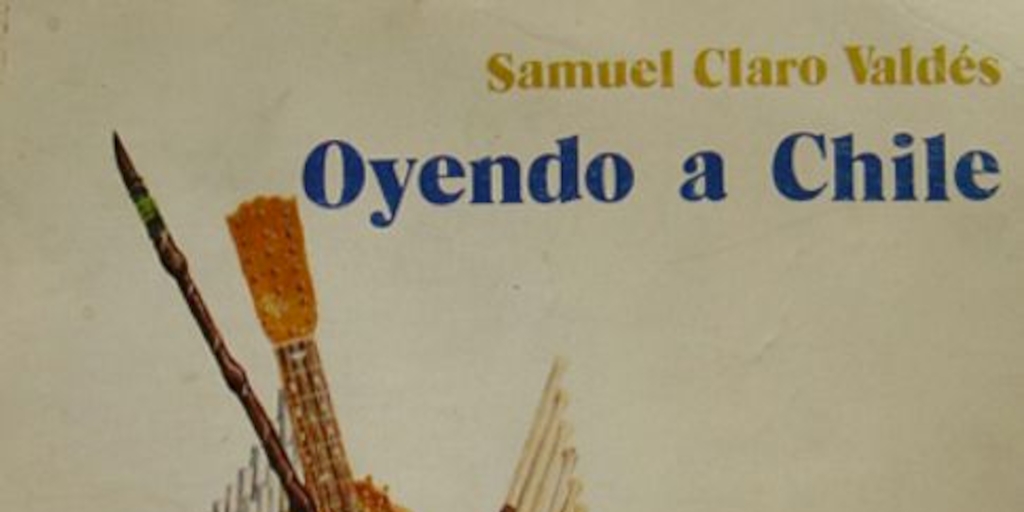 Samuel Claro Valdés
Oyendo a Chile